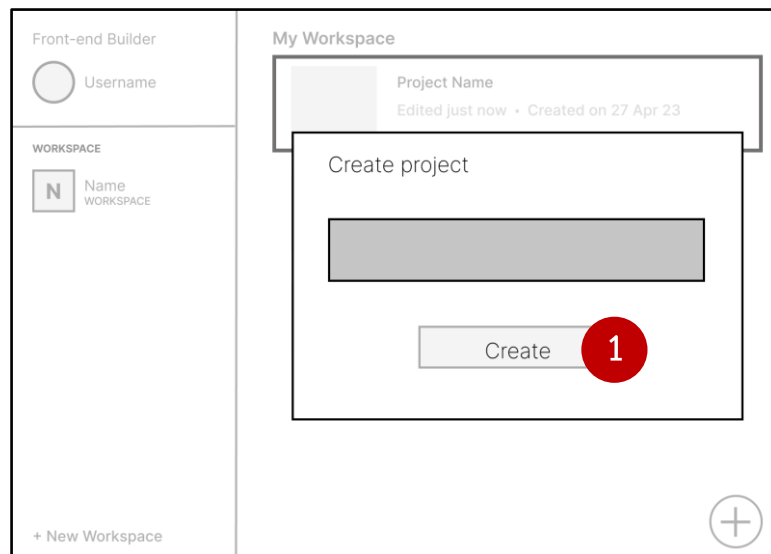 Front-end Builder
Username
WORKSPACE
N
Name
WORKSPACE
+ New Workspace
My Workspace
Project Name
Edited just now • Created on 27 Apr 23
Create project
Create
1